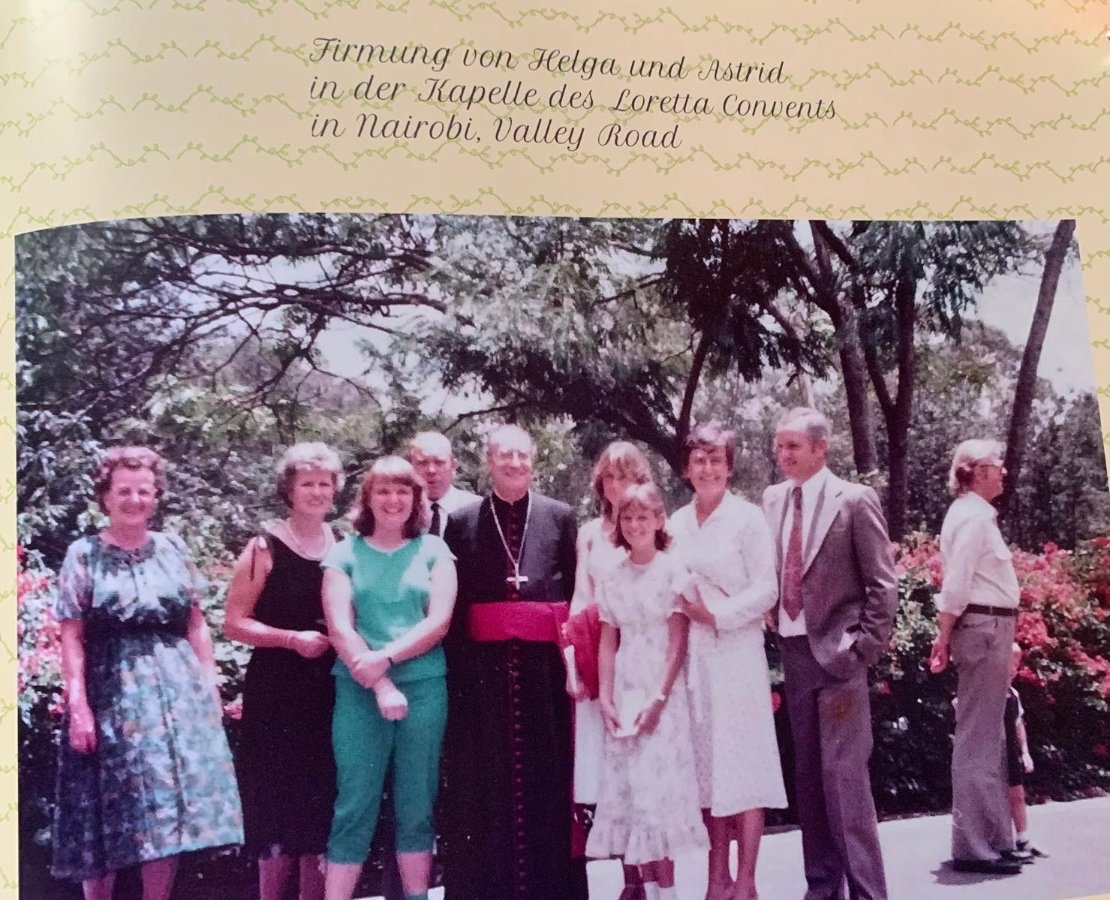 Firmung von Helga und Astrid
in der Kapelle des Loretta Convents
in Nairobi, Valley Road